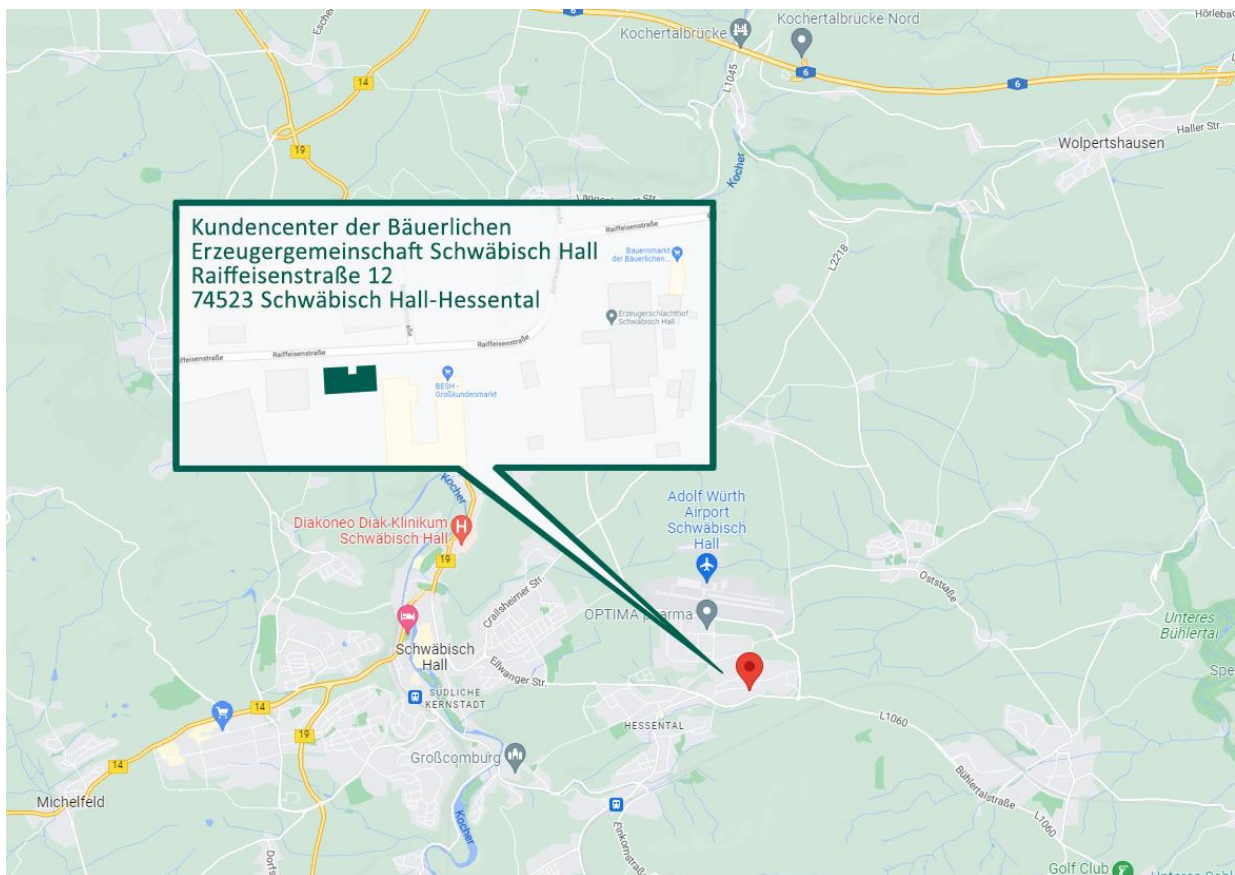 Kochertalbrücke Nord
Kochertalbrücke
6
6
6
14
L1045
19
Wolpertshausen
Haller Str.
Kocher
L2218
Kundencenter der Bäuerlichen
Erzeugergemeinschaft Schwäbisch Hall
Raiffeisenstraße 12
74523 Schwäbisch Hall-Hessental
Raiffeisenstraße
Bauernmarkt
der Bäuerlichen...
Erzeugerschlachthof
Schwäbisch Hall
Raiffeisenstraße
Raiffeisenstraße
BESH -
Großkundenmarkt
Kocher
Diakoneo Diak Klinikum
Schwäbisch Hall
H
19
Adolf Würth
Airport
Schwäbisch
Hall
Crailsheimer Str.
OPTIMA pharma
Oststraße
Unteres
Bühlertal
Schwäbisch
Hall
Ellwanger Str.
SÜDLICHE
KERNSTADT
HESSENTAL
L1060
14
19
14
Großcomburg
Michelfeld
Kocher
Einkornstraße
Bühlertalstraße
L1060
Golf Club